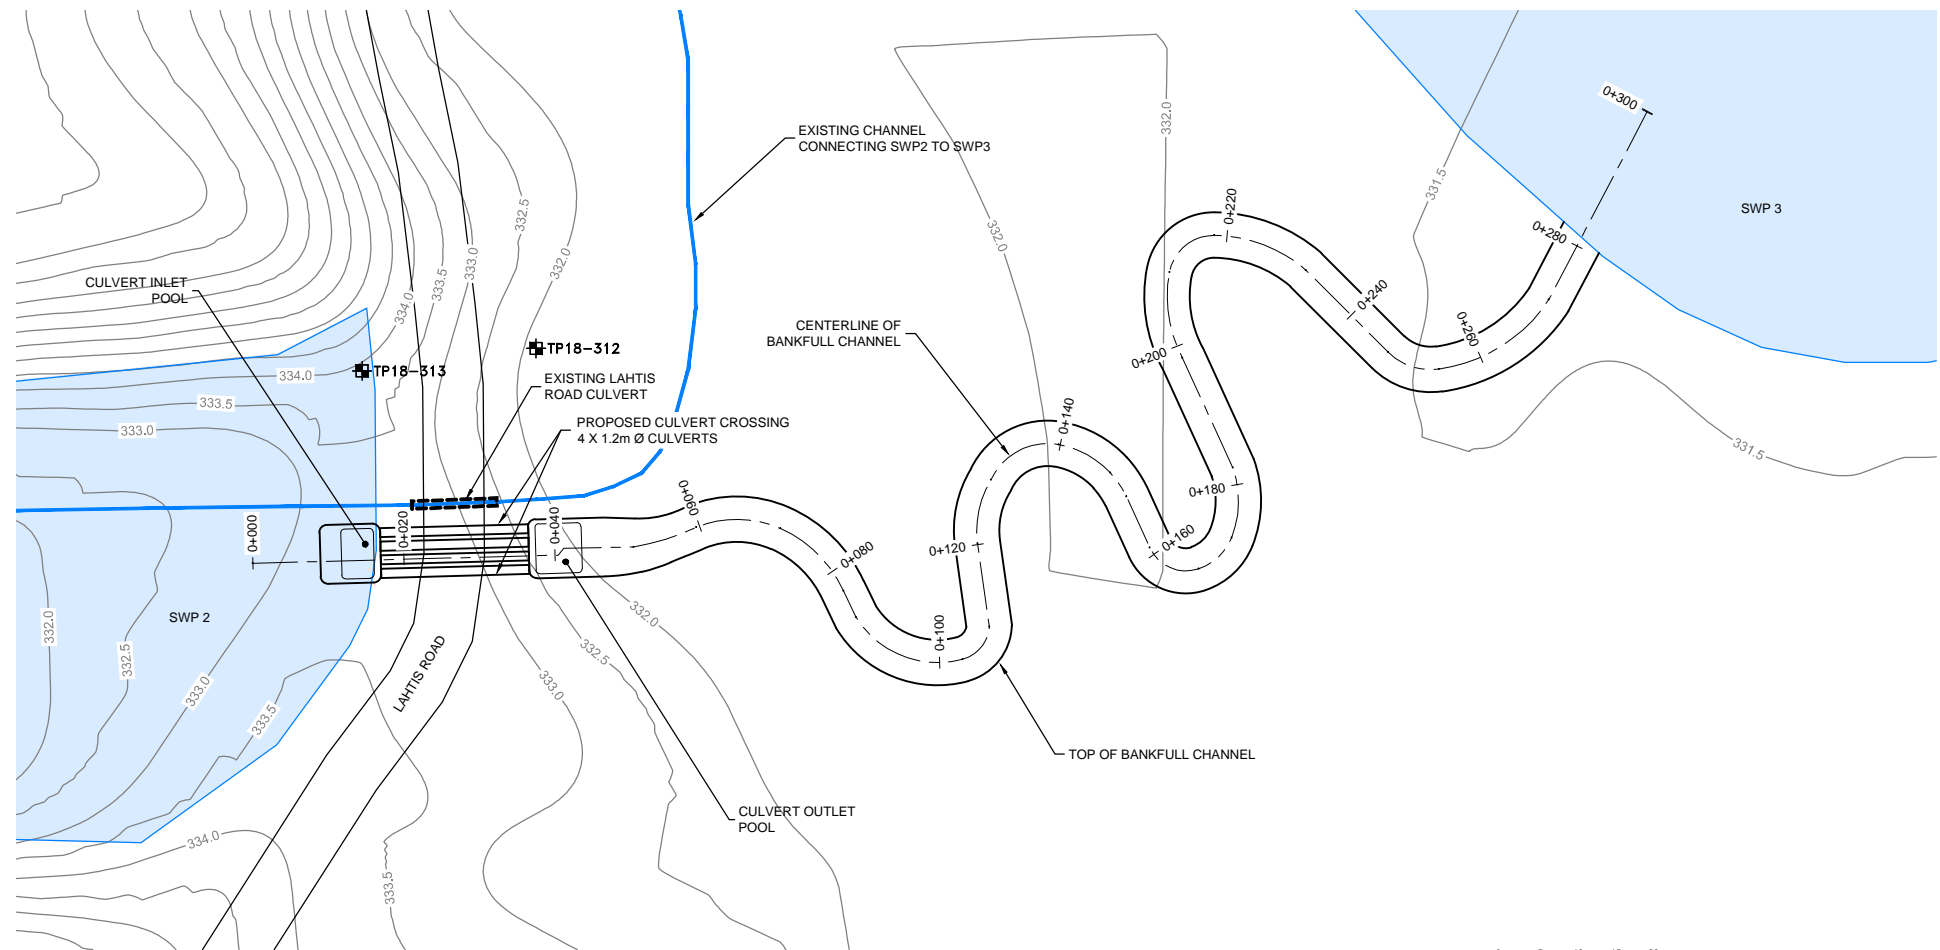 0+300
EXISTING CHANNEL
CONNECTING SWP2 TO SWP3
332.0
331.5
SWP 3
332.5
0+220
332.0
332.0
0+280
333.0
333.5
CULVERT INLET
POOL
334.0
0+240
CENTERLINE OF
BANKFULL CHANNEL
0+260
TP18-312
0+200
TP18-313
334.0
EXISTING LAHTIS
ROAD CULVERT
333.5
PROPOSED CULVERT CROSSING
4 X 1.2m Ø CULVERTS
333.0
0+140
331.5
0+060
0+180
0+000
0+020
0+040
0+080
0+120
0+160
SWP 2
332.0
332.0
0+100
332.5
332.5
LAHTIS ROAD
333.0
333.0
333.5
TOP OF BANKFULL CHANNEL
CULVERT OUTLET
POOL
334.0
333.5